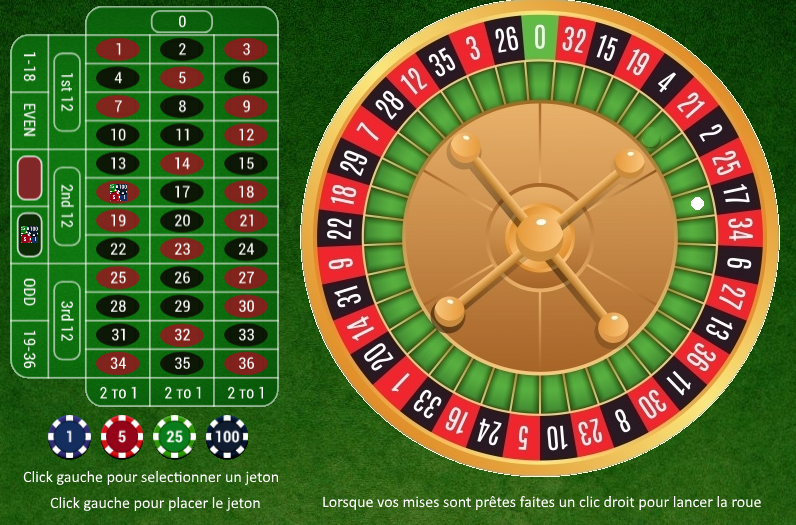 0
1 2 3
4 5 6
7 8 9
10 11 12
13 14 15
17 18
19 20 21
22 23 24
25 26 27
28 29 30
31 32 33
34 35 36
2 TO 1 2 TO 1 2 TO 1
1st 12
2nd 12
3rd 12
1-18
EVEN
ODD
19-36
0 32 15 19 4 21 2 25 17 34 6 27 13 36 11 30 8 23 10 5 24 16 33 1 20 14 31 9 22 18 29 7 28 12 35 3 26
1 5 25 100
Click gauche pour selectionner un jeton
Click gauche pour placer le jeton
Lorsque vos mises sont prêtes faites un clic droit pour lancer la roue